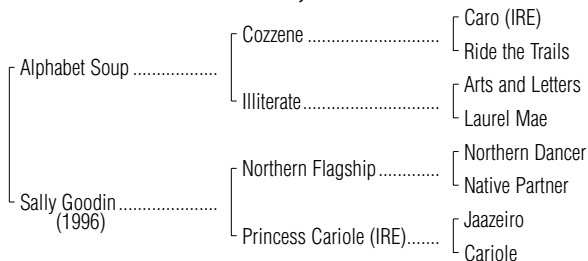 Caro (IRE)
Cozzene ........................................
Ride the Trails
Alphabet Soup ..................
Arts and Letters
Illiterate..........................................
Laurel Mae
Northern Dancer
Northern Flagship .............
Native Partner
Sally Goodin .....................
(1996)
Jaazeiro
Princess Cariole (IRE).......
Cariole